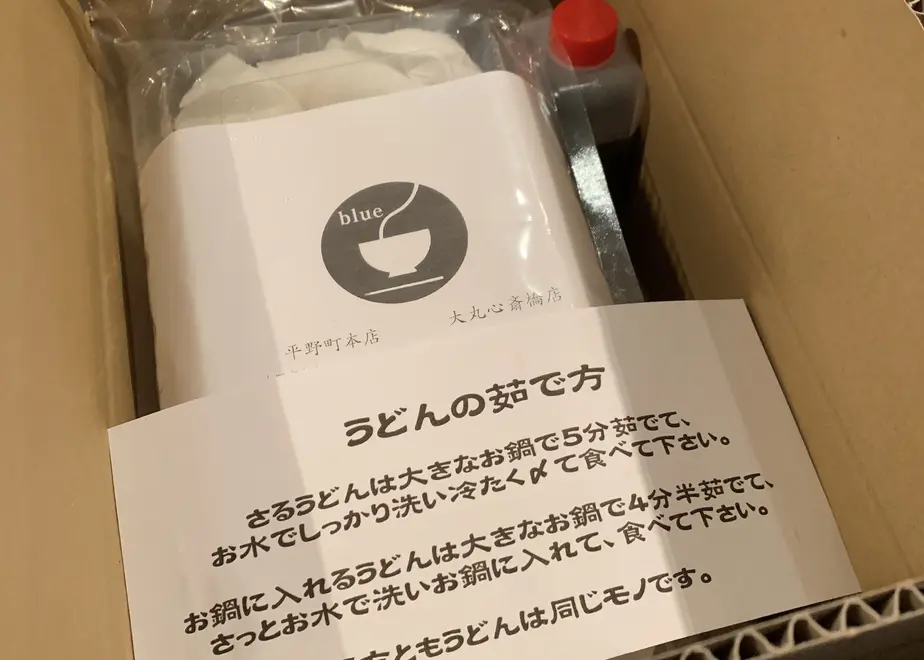 blue
平野町本店
大丸心斎橋店
うどんの茹で方
さるうどんは大きなお鍋で5分茹でて、
お水でしっかり洗い冷たく〆て食べて下さい。
お鍋に入れるうどんは大きなお鍋で4分半茹でて、
さっとお水で洗いお鍋に入れて、食べて下さい。
ともうどんは同じモノです。